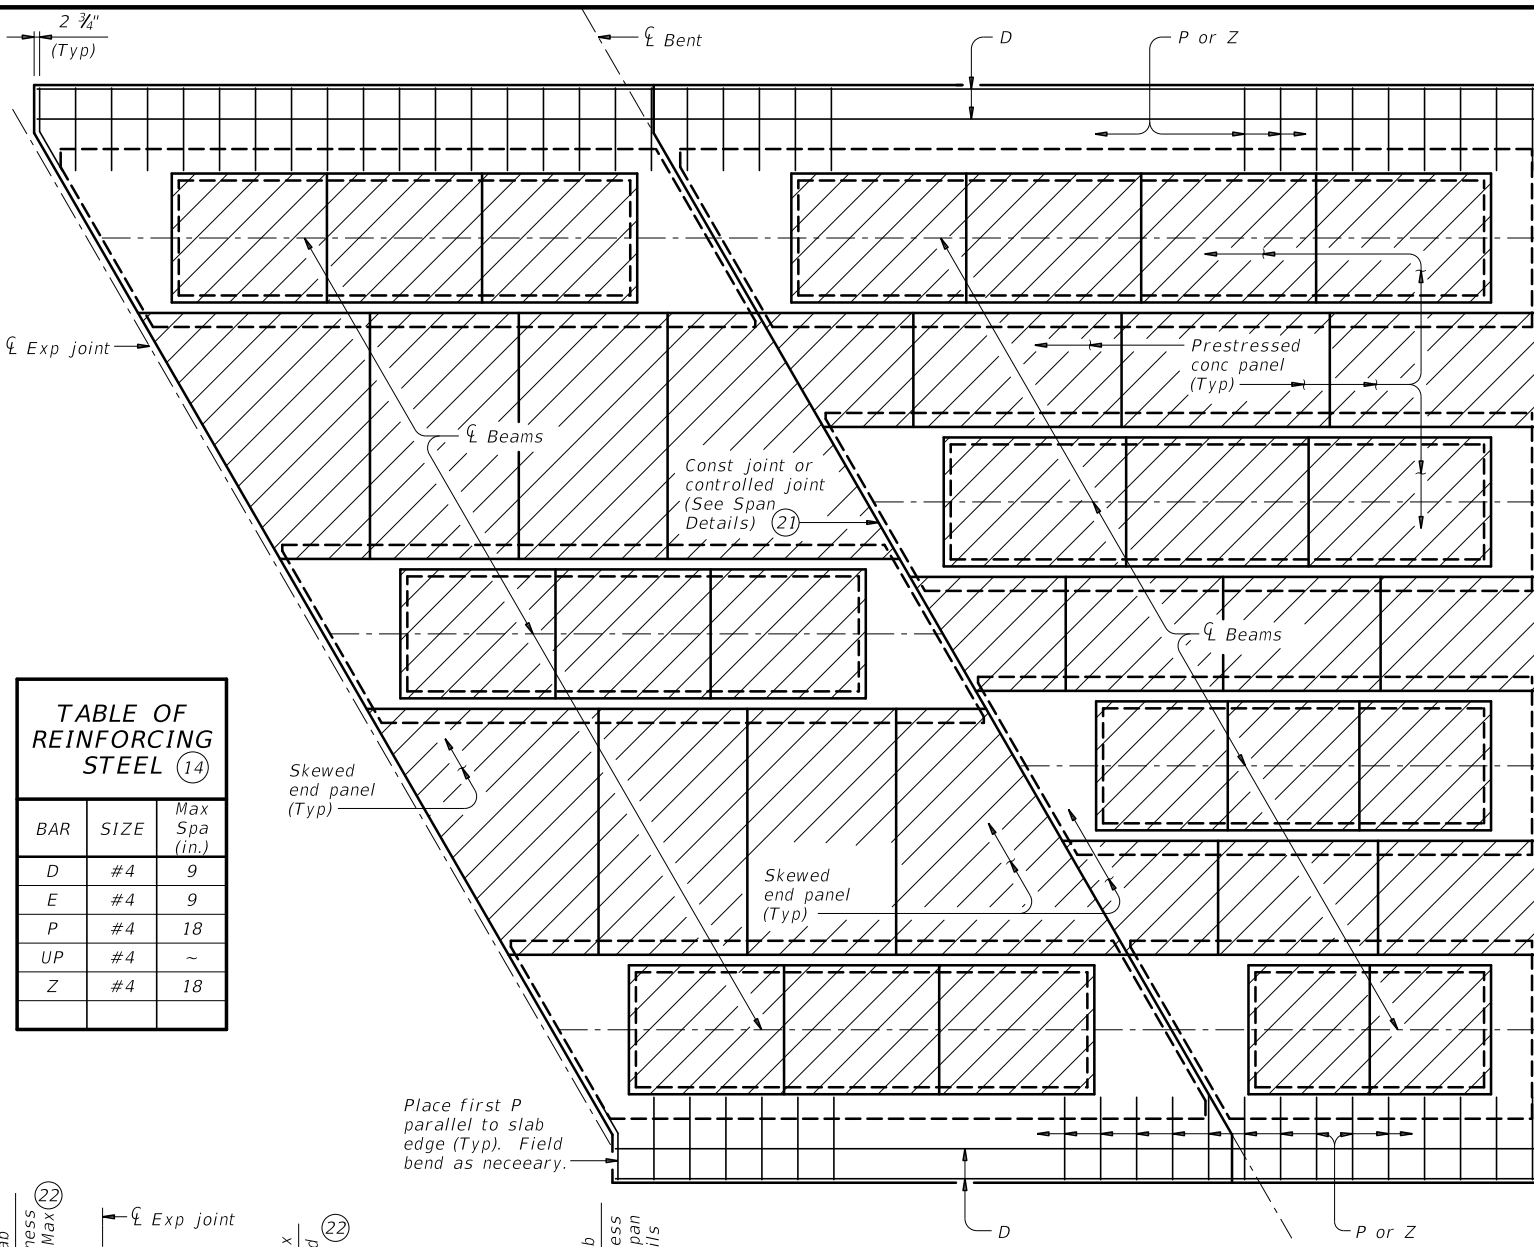 2 ¾"
(Typ)
℄ Bent
D
P or Z
℄ Exp joint
Prestressed
conc panel
(Typ)
℄ Beams
Const joint or
controlled joint
(See Span
Details) 21
℄ Beams
TABLE OF
REINFORCING
STEEL 14
BAR SIZE Max Spa (in.)
D #4 9
E #4 9
P #4 18
UP #4 ~
Z #4 18
Skewed
end panel
(Typ)
Skewed
end panel
(Typ)
Place first P
parallel to slab
edge (Typ). Field
bend as neceeary.
22
Max
℄ Exp joint
22
D
P or Z